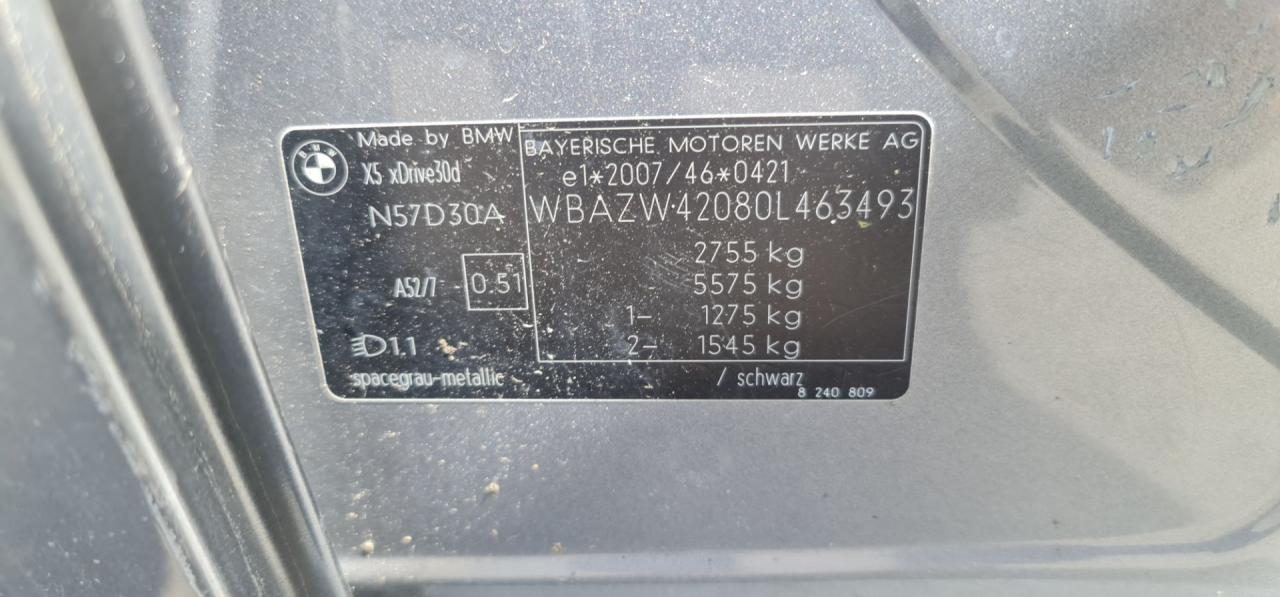 BMW
Made by BMW
X5 xDrive30d
N57D30A
A52/7 0.51
D1.1
spacegrau-metallic / schwarz
BAYERISCHE MOTOREN WERKE AG
e1*2007/46*0421
WBAZW42080L463493
2755 kg
5575 kg
1- 1275 kg
2- 1545 kg
8 240 809